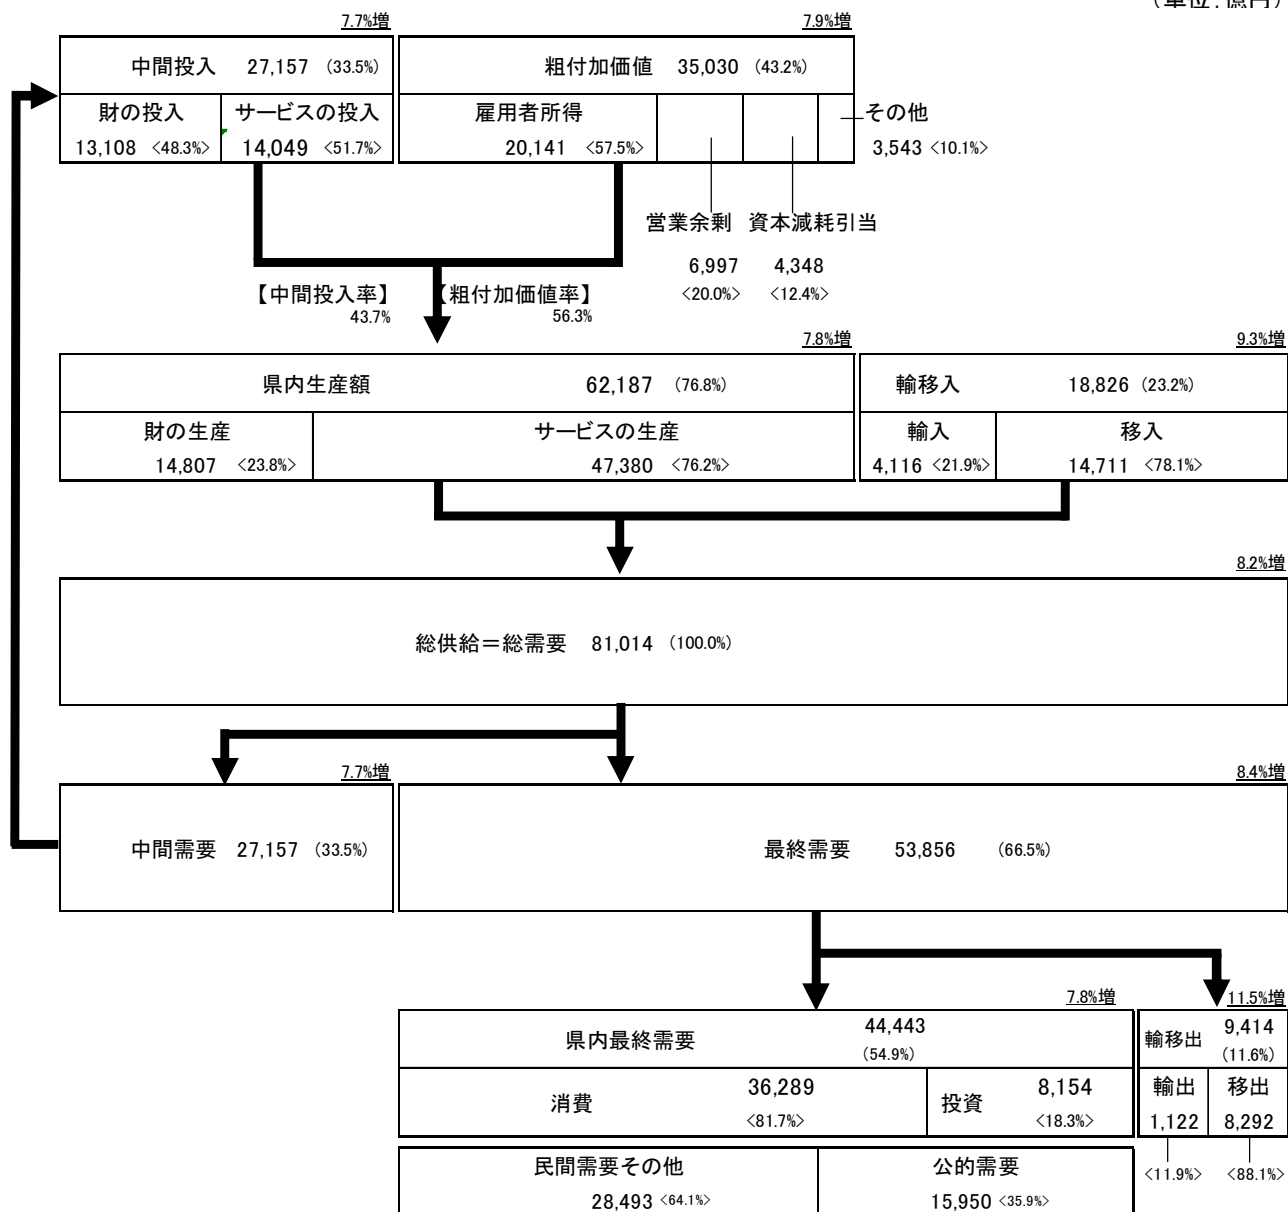 （単位：億円）
7.7%増 7.9%増
中間投入 27,157 (33.5%) 粗付加価値 35,030 (43.2%)
財の投入 サービスの投入 雇用者所得 その他
13,108 <48.3%> 14,049 <51.7%> 20,141 <57.5%> 3,543 <10.1%>
営業余剰 資本減耗引当
6,997 4,348
<20.0%> <12.4%>
【中間投入率】 【粗付加価値率】
43.7% 56.3%
7.8%増 9.3%増
県内生産額 62,187 (76.8%) 輸移入 18,826 (23.2%)
財の生産 サービスの生産 輸入 移入
14,807 <23.8%> 47,380 <76.2%> 4,116 <21.9%> 14,711 <78.1%>
8.2%増
総供給＝総需要 81,014 (100.0%)
7.7%増 8.4%増
中間需要 27,157 (33.5%) 最終需要 53,856 (66.5%)
7.8%増 11.5%増
県内最終需要 44,443 輸移出 9,414
(54.9%) (11.6%)
消費 36,289 投資 8,154 輸出 移出
<81.7%> <18.3%> 1,122 8,292
民間需要その他 公的需要 <11.9%> <88.1%>
28,493 <64.1%> 15,950 <35.9%>